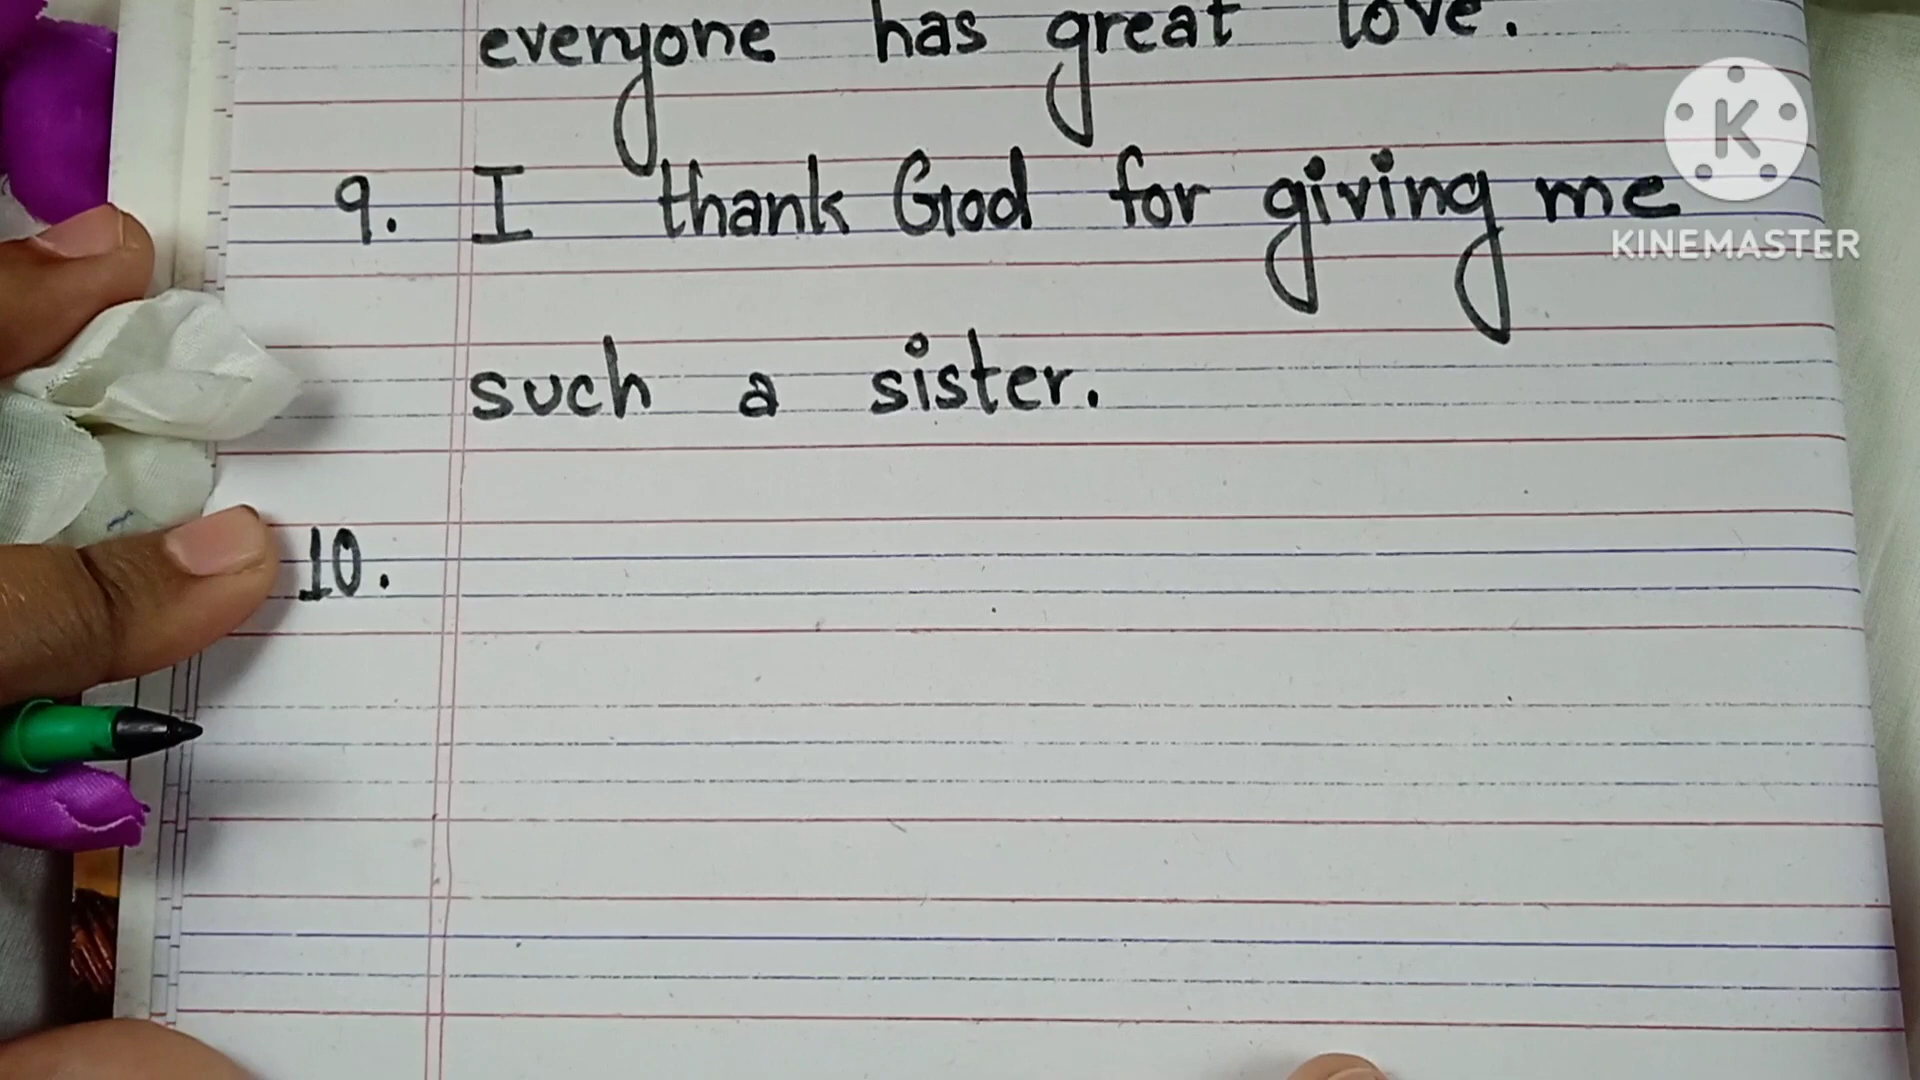 everyone has great love.
9. I thank God for giving me
such a sister.
10.
K
KINEMASTER